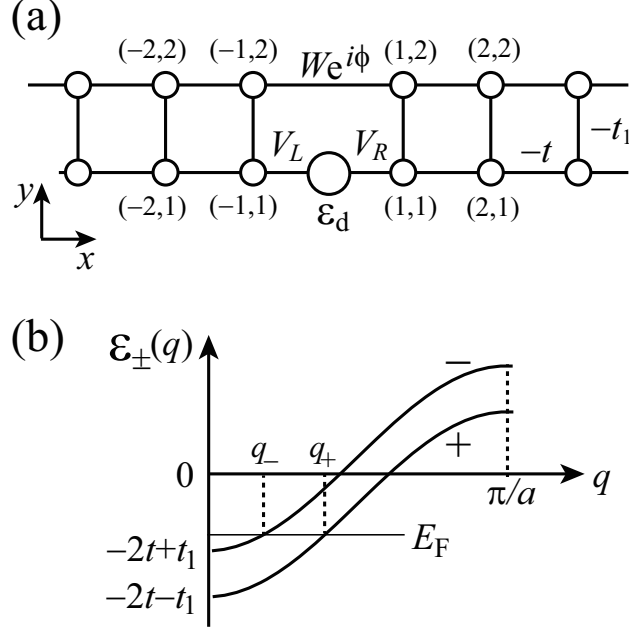 (a)
(−2,2) (−1,2) We^{iϕ} (1,2) (2,2)
V_L V_R −t −t_1
(−2,1) (−1,1) ε_d (1,1) (2,1)
y
x
(b)
ε_±(q)
−
+
q_− q_+
0
π/a q
E_F
−2t+t_1
−2t−t_1